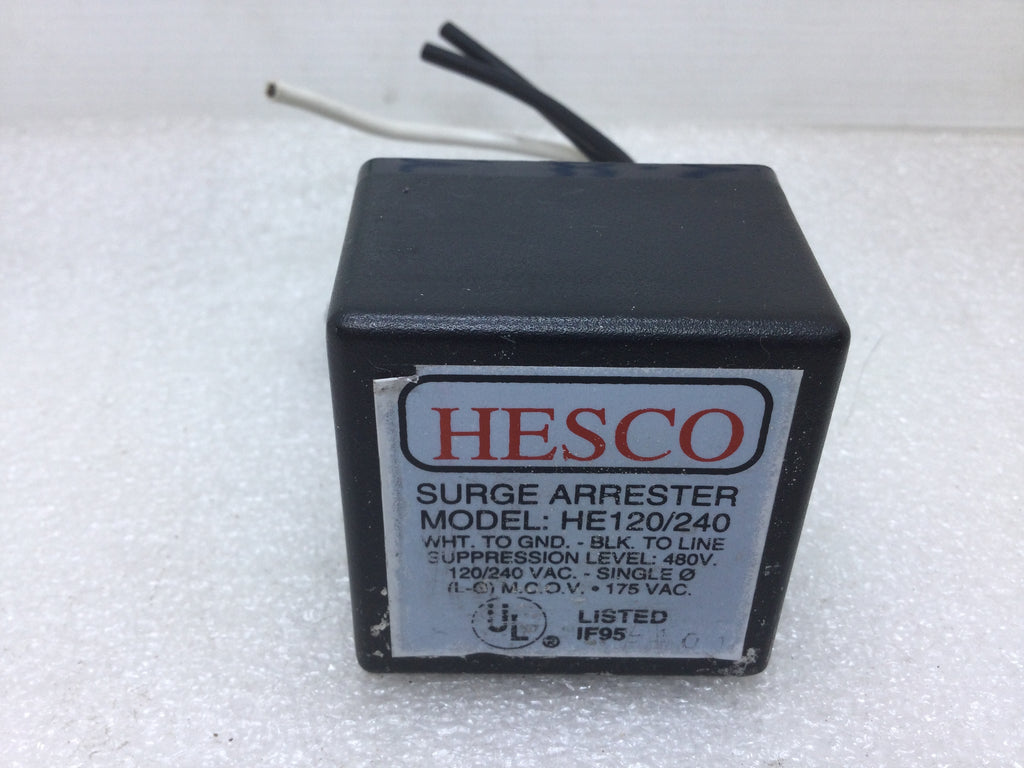 HESCO
SURGE ARRESTER
MODEL: HE120/240
WHT. TO GND. - BLK. TO LINE
SUPPRESSION LEVEL: 480V.
120/240 VAC. - SINGLE Ø
(L-G) M.C.O.V. • 175 VAC.
UL ® LISTED
IF95